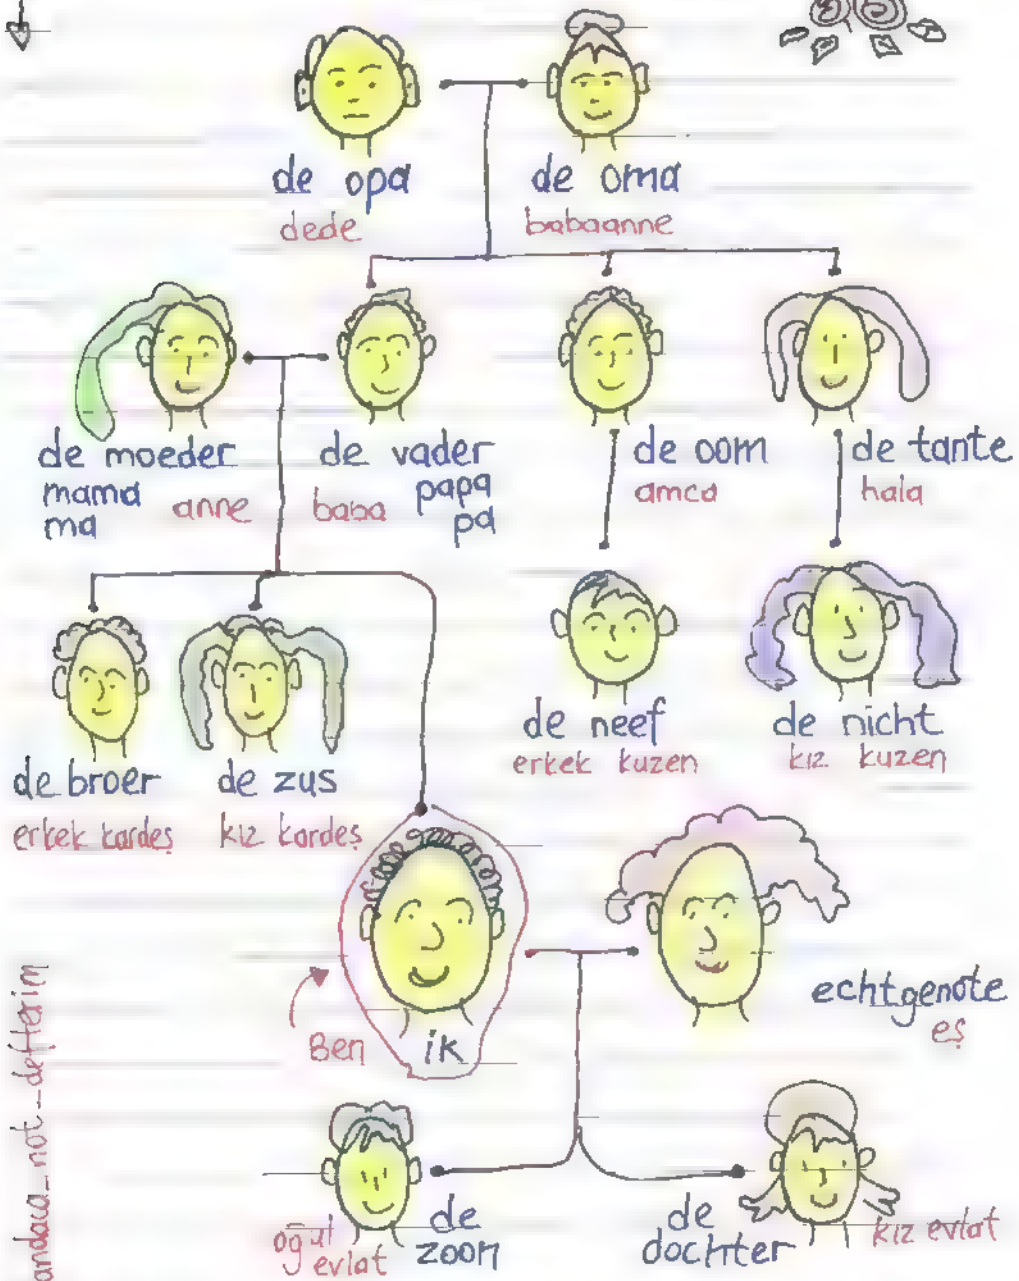 de opa
dede
de oma
babaanne
de moeder
mama
ma
anne
de vader
papa
pa
baba
de oom
amca
de tante
hala
de broer
erkek kardeş
de zus
kız kardeş
de neef
erkek kuzen
de nicht
kız kuzen
Ben
ik
echtgenote
eş
oğul
evlat
de
zoon
de
dochter
kız evlat
andaca_not_defterim